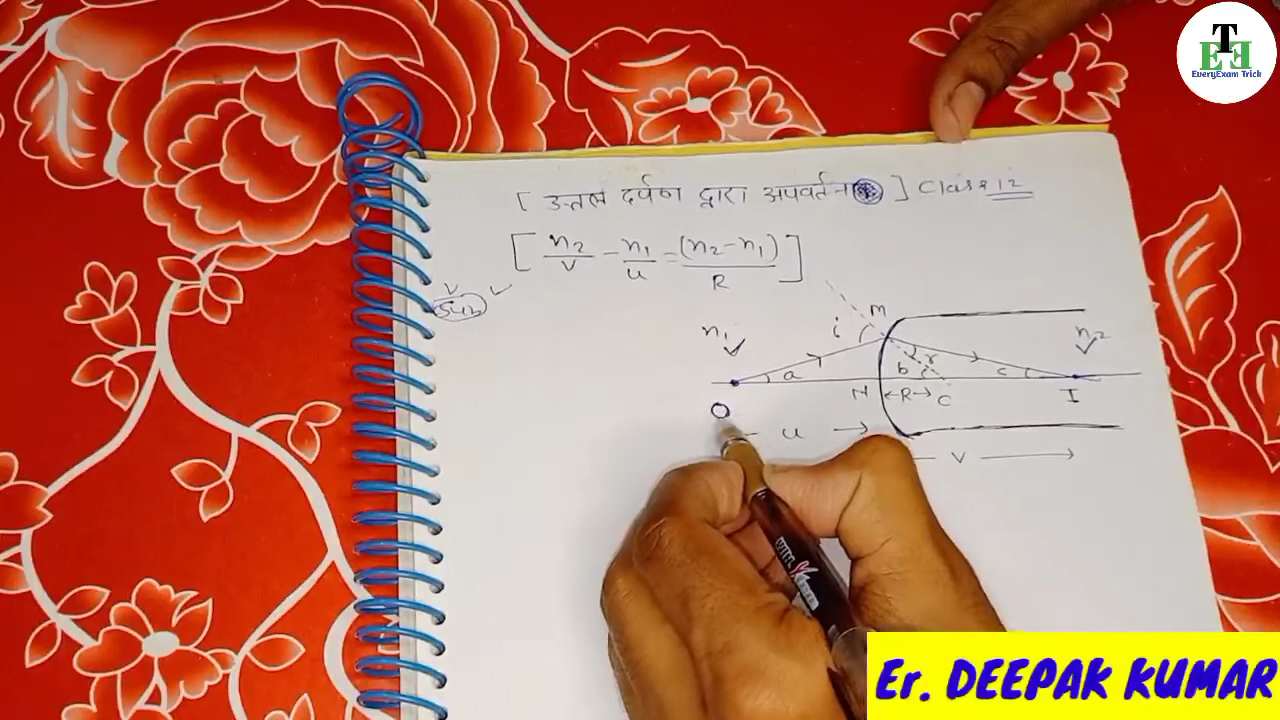 [ उत्तल दर्पण द्वारा अपवर्तन ] Class 12
[ n2/v - n1/u = (n2-n1)/R ]
5M
n1
i
M
n2
r
a
b
c
N
R
C
I
O
u
v
T
EE
EveryExam Trick
Er. DEEPAK KUMAR